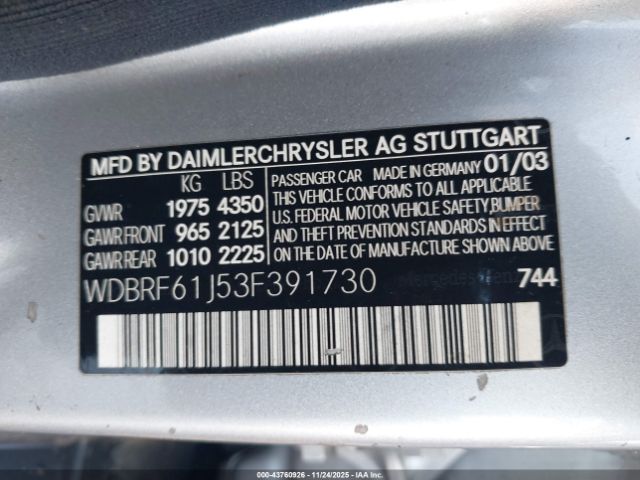 MFD BY DAIMLERCHRYSLER AG STUTTGART
KG LBS
GVWR 1975 4350
GAWR FRONT 965 2125
GAWR REAR 1010 2225
PASSENGER CAR MADE IN GERMANY 01/03
THIS VEHICLE CONFORMS TO ALL APPLICABLE
U.S. FEDERAL MOTOR VEHICLE SAFETY,BUMPER
AND THEFT PREVENTION STANDARDS IN EFFECT
ON THE DATE OF MANUFACTURE SHOWN ABOVE.
WDBRF61J53F391730
Mercedes-Benz
744
000-43760926 - 11/24/2025 - IAA Inc.